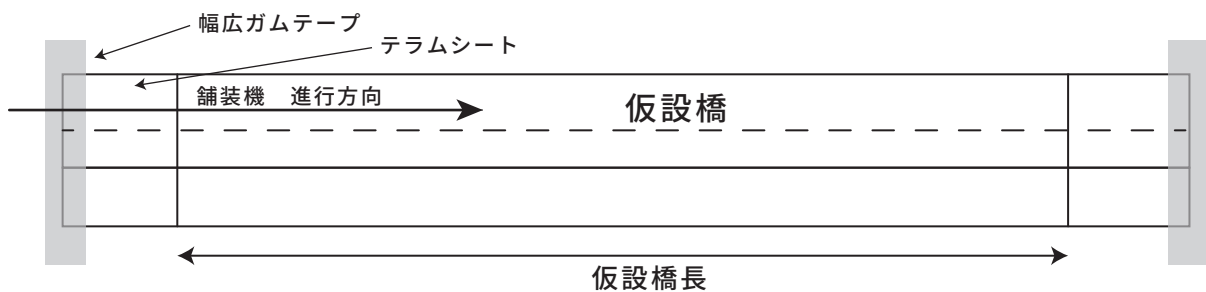 幅広ガムテープ
テラムシート
舗装機　進行方向
仮設橋
仮設橋長